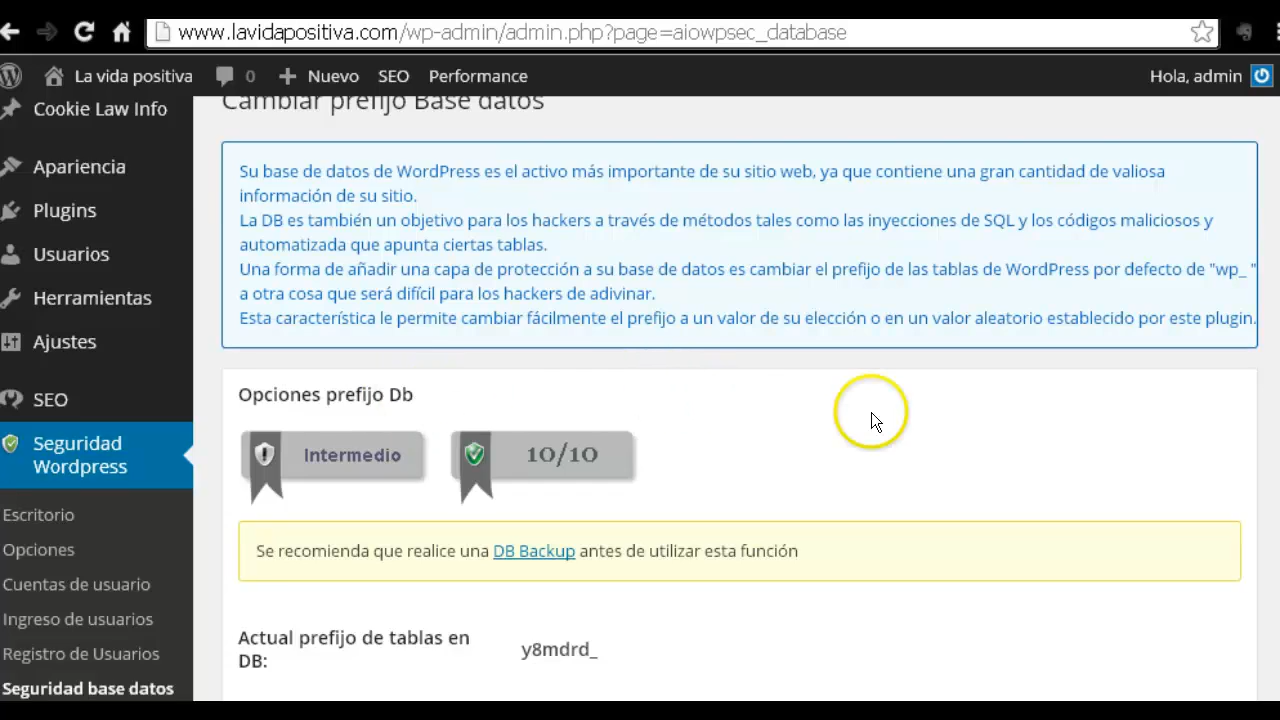 www.lavidapositiva.com/wp-admin/admin.php?page=aiowpsec_database
La vida positiva 0 Nuevo SEO Performance Hola, admin
Cookie Law Info
Apariencia
Plugins
Usuarios
Herramientas
Ajustes
SEO
Seguridad
Wordpress
Escritorio
Opciones
Cuentas de usuario
Ingreso de usuarios
Registro de Usuarios
Seguridad base datos
Cambiar prefijo Base datos
Su base de datos de WordPress es el activo más importante de su sitio web, ya que contiene una gran cantidad de valiosa
información de su sitio.
La DB es también un objetivo para los hackers a través de métodos tales como las inyecciones de SQL y los códigos maliciosos y
automatizada que apunta ciertas tablas.
Una forma de añadir una capa de protección a su base de datos es cambiar el prefijo de las tablas de WordPress por defecto de "wp_ "
a otra cosa que será difícil para los hackers de adivinar.
Esta característica le permite cambiar fácilmente el prefijo a un valor de su elección o en un valor aleatorio establecido por este plugin.
Opciones prefijo Db
Intermedio 10/10
Se recomienda que realice una DB Backup antes de utilizar esta función
Actual prefijo de tablas en
DB:
y8mdrd_